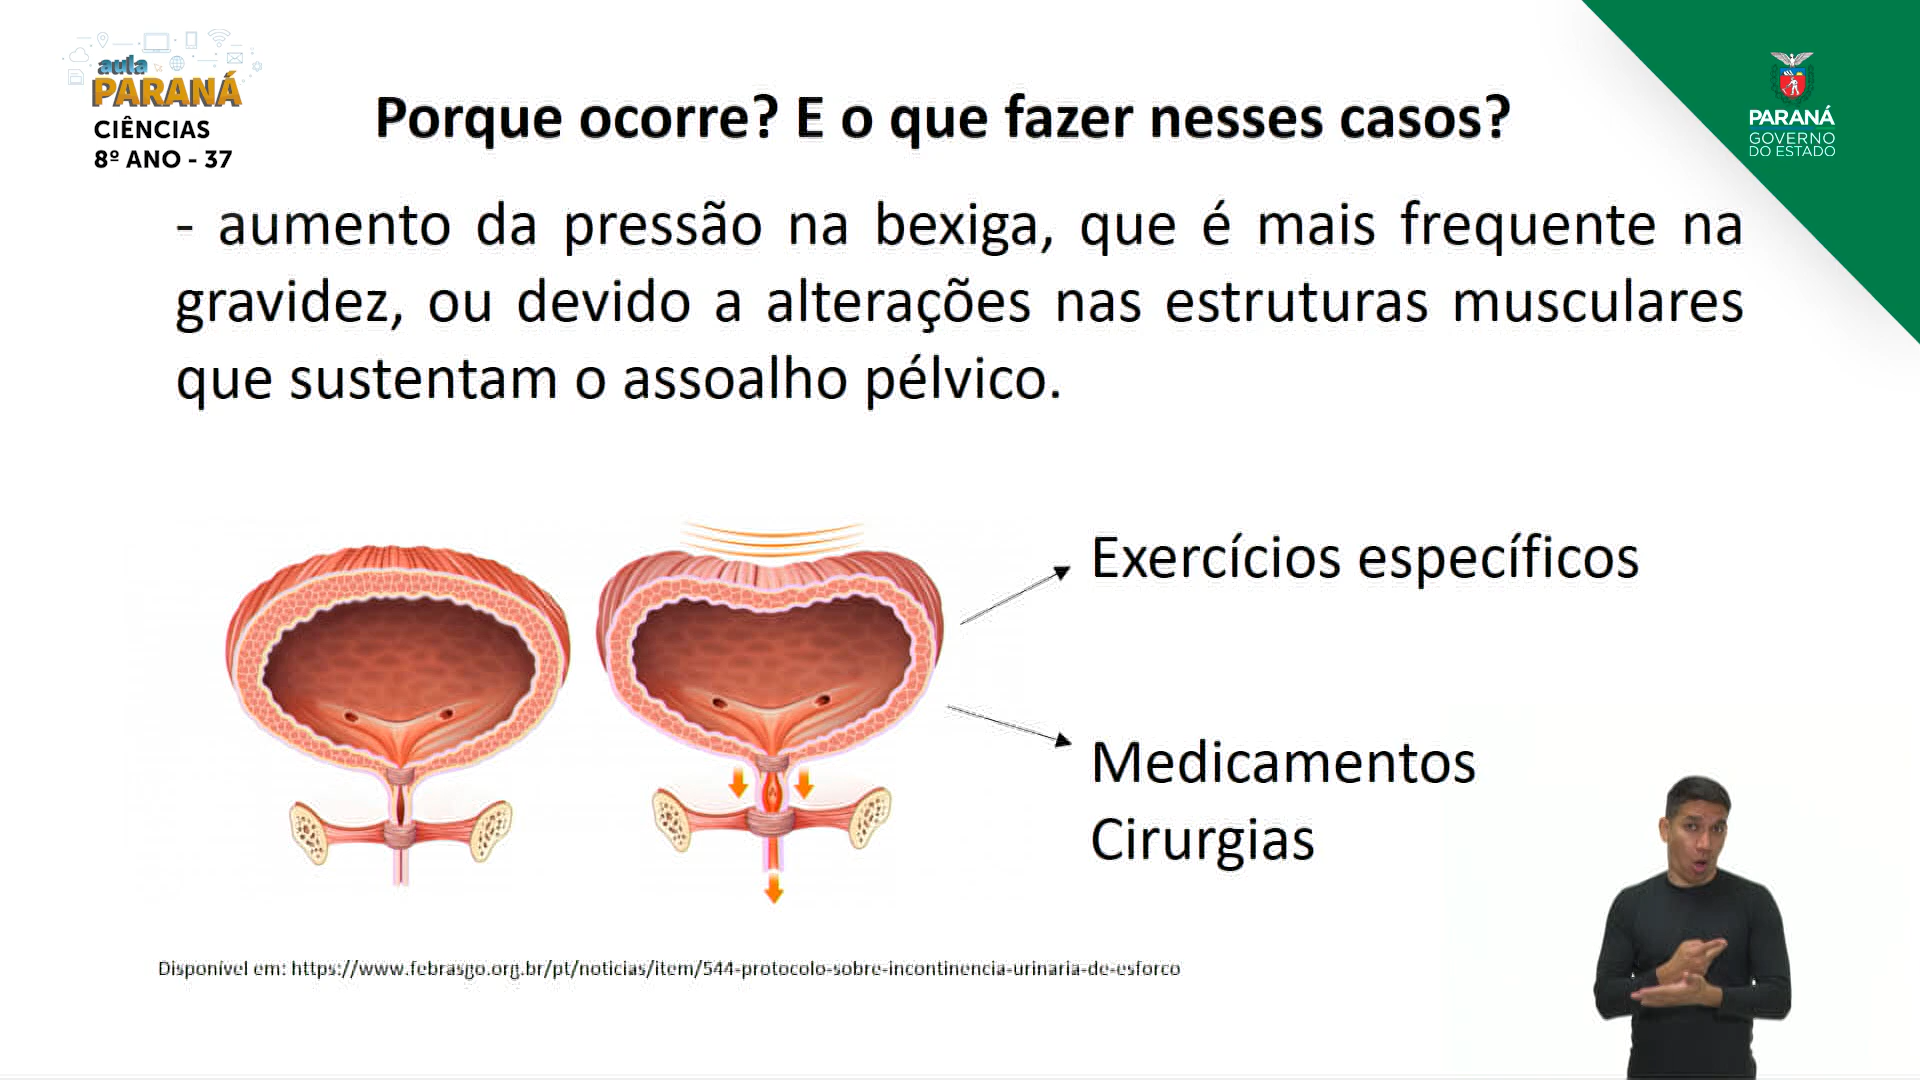 aula
PARANÁ
CIÊNCIAS
8º ANO - 37
PARANÁ
GOVERNO
DO ESTADO
Porque ocorre? E o que fazer nesses casos?
- aumento da pressão na bexiga, que é mais frequente na
gravidez, ou devido a alterações nas estruturas musculares
que sustentam o assoalho pélvico.
Exercícios específicos
Medicamentos
Cirurgias
Disponível em: https://www.febrasgo.org.br/pt/noticias/item/544-protocolo-sobre-incontinencia-urinaria-de-esforco